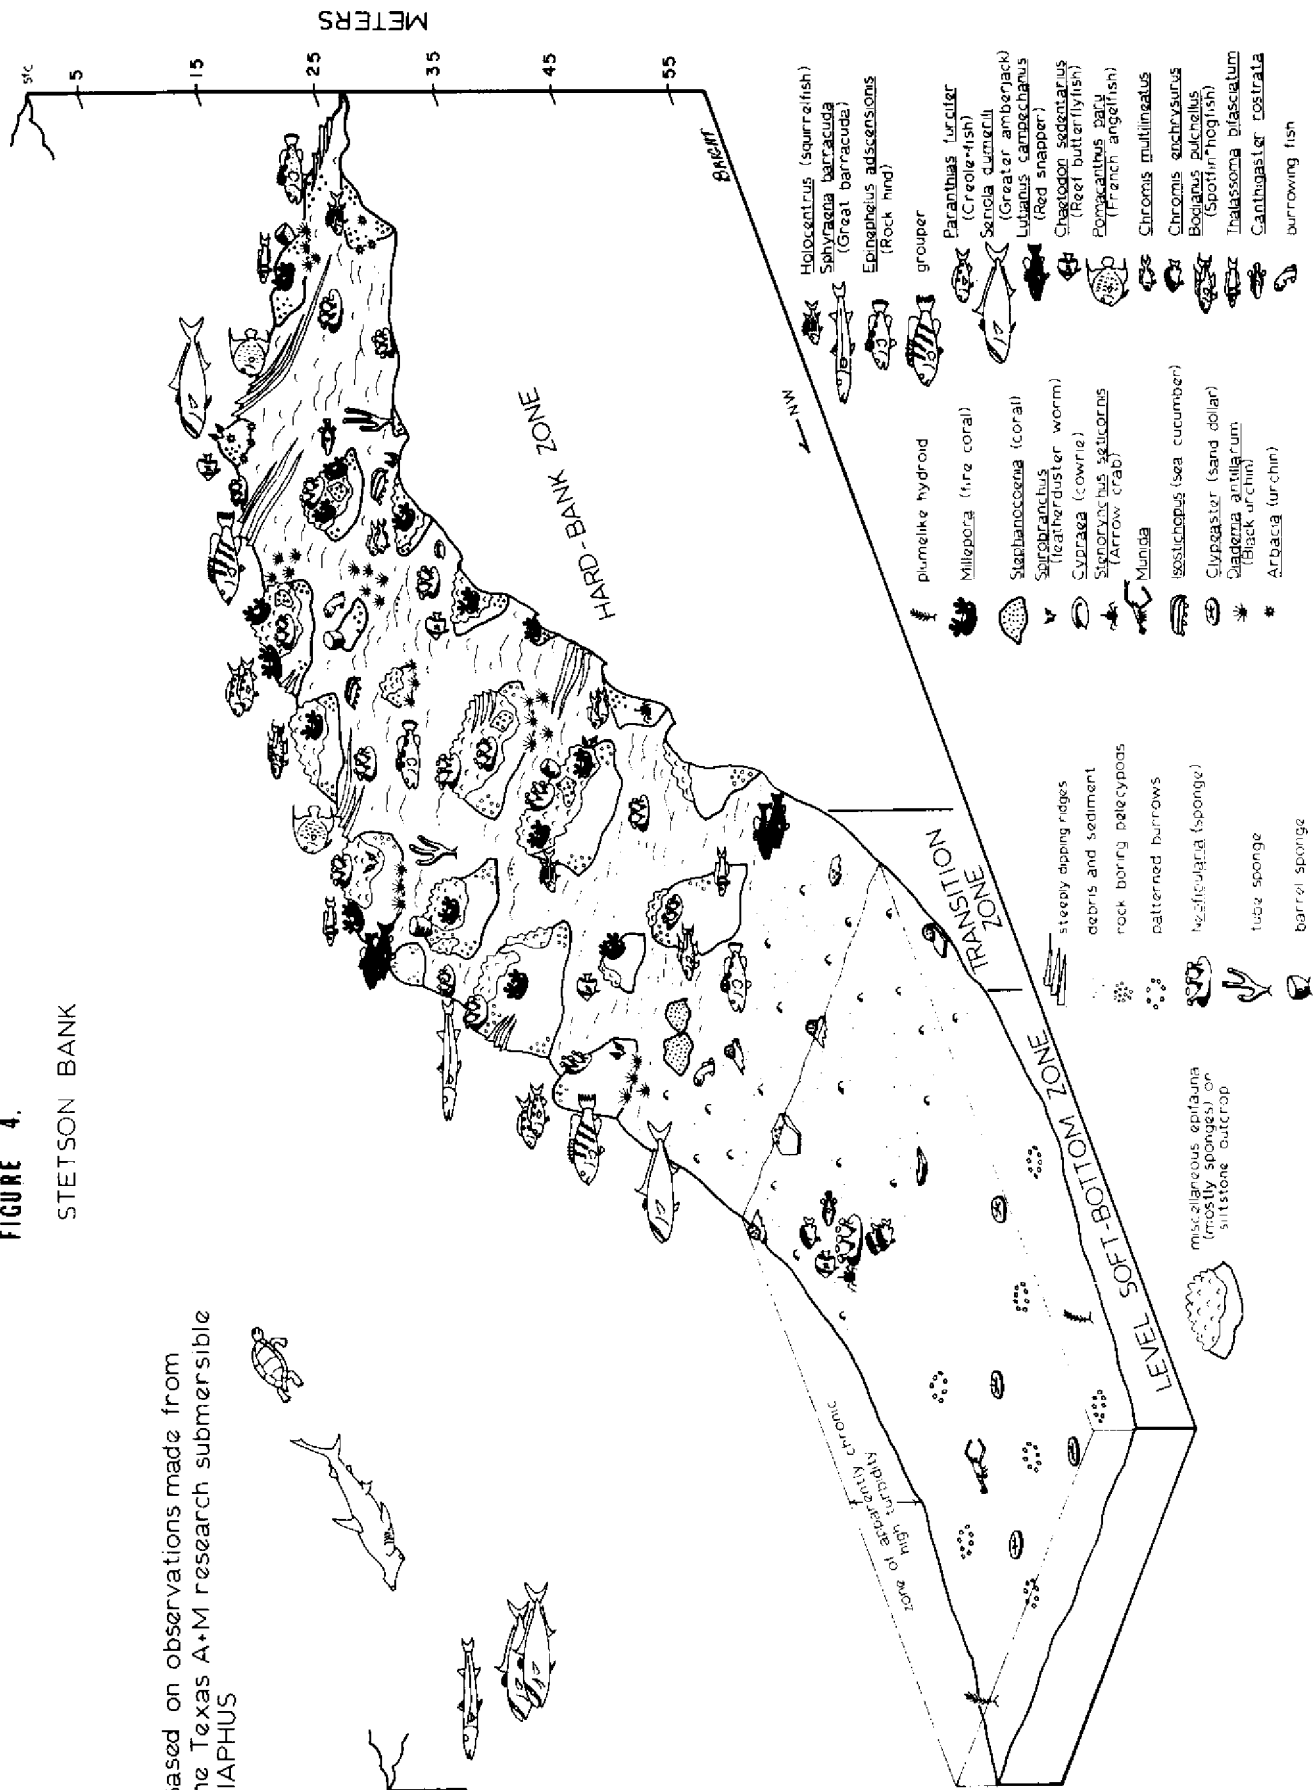 FIGURE 4.
STETSON BANK
ased on observations made from
ne Texas A+M research submersible
IAPHUS
METERS
sfc
5
15
25
35
45
55
BRIGHT
HARD-BANK ZONE
TRANSITION
ZONE
LEVEL SOFT-BOTTOM ZONE
zone of apparently chronic
high turbidity
NW
miscellaneous epifauna
(mostly sponges) on
siltstone outcrop
steeply dipping ridges
debris and sediment
rock boring pelecypods
patterned burrows
Neofibularia (sponge)
tube sponge
barrel sponge
plumelike hydroid
Millepora (fire coral)
Stephanocoenia (coral)
Spirobranchus
(featherduster worm)
Cypraea (cowrie)
Stenorynchus seticornis
(Arrow crab)
Munida
Isostichopus (sea cucumber)
Clypeaster (sand dollar)
Diadema antillarum
(Black urchin)
Arbacia (urchin)
Holocentrus (squirrelfish)
Sphyraena barracuda
(Great barracuda)
Epinephelus adscensionis
(Rock hind)
grouper
Paranthias furcifer
(Creole-fish)
Seriola dumerili
(Greater amberjack)
Lutjanus campechanus
(Red snapper)
Chaetodon sedentarius
(Reef butterflyfish)
Pomacanthus paru
(French angelfish)
Chromis multilineatus
Chromis enchrysurus
Bodianus pulchellus
(Spotfin hogfish)
Thalassoma bifasciatum
Canthigaster rostrata
burrowing fish